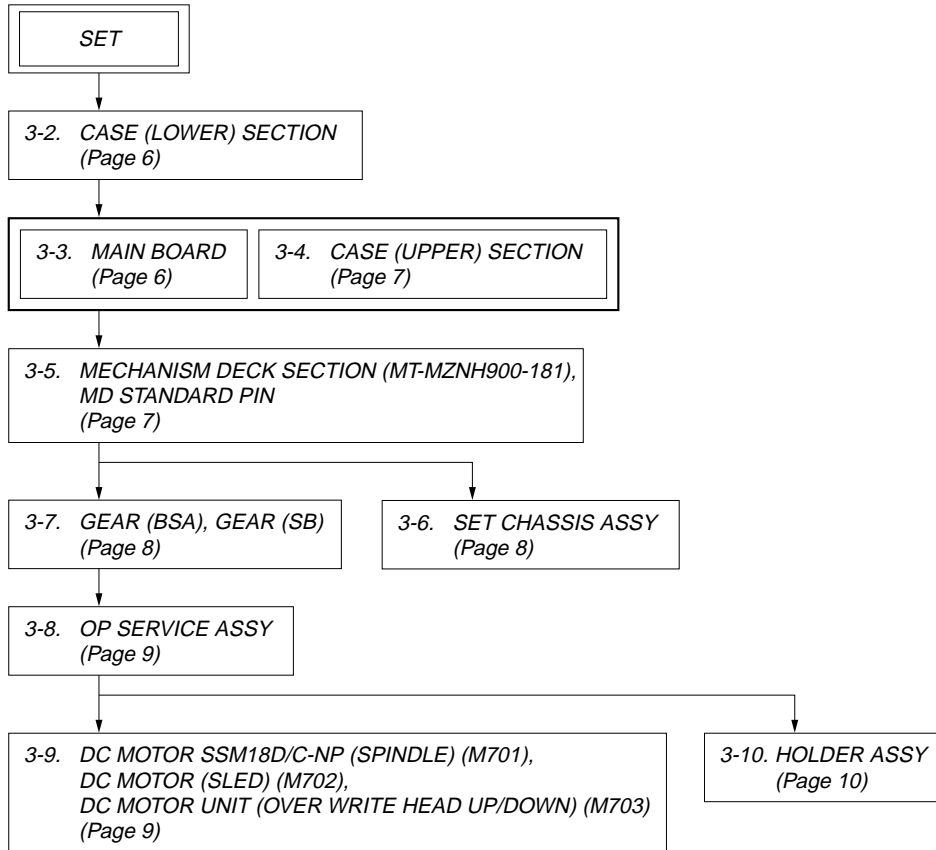 SET
3-2. CASE (LOWER) SECTION
(Page 6)
3-3. MAIN BOARD
(Page 6)
3-4. CASE (UPPER) SECTION
(Page 7)
3-5. MECHANISM DECK SECTION (MT-MZNH900-181),
MD STANDARD PIN
(Page 7)
3-7. GEAR (BSA), GEAR (SB)
(Page 8)
3-6. SET CHASSIS ASSY
(Page 8)
3-8. OP SERVICE ASSY
(Page 9)
3-9. DC MOTOR SSM18D/C-NP (SPINDLE) (M701),
DC MOTOR (SLED) (M702),
DC MOTOR UNIT (OVER WRITE HEAD UP/DOWN) (M703)
(Page 9)
3-10. HOLDER ASSY
(Page 10)